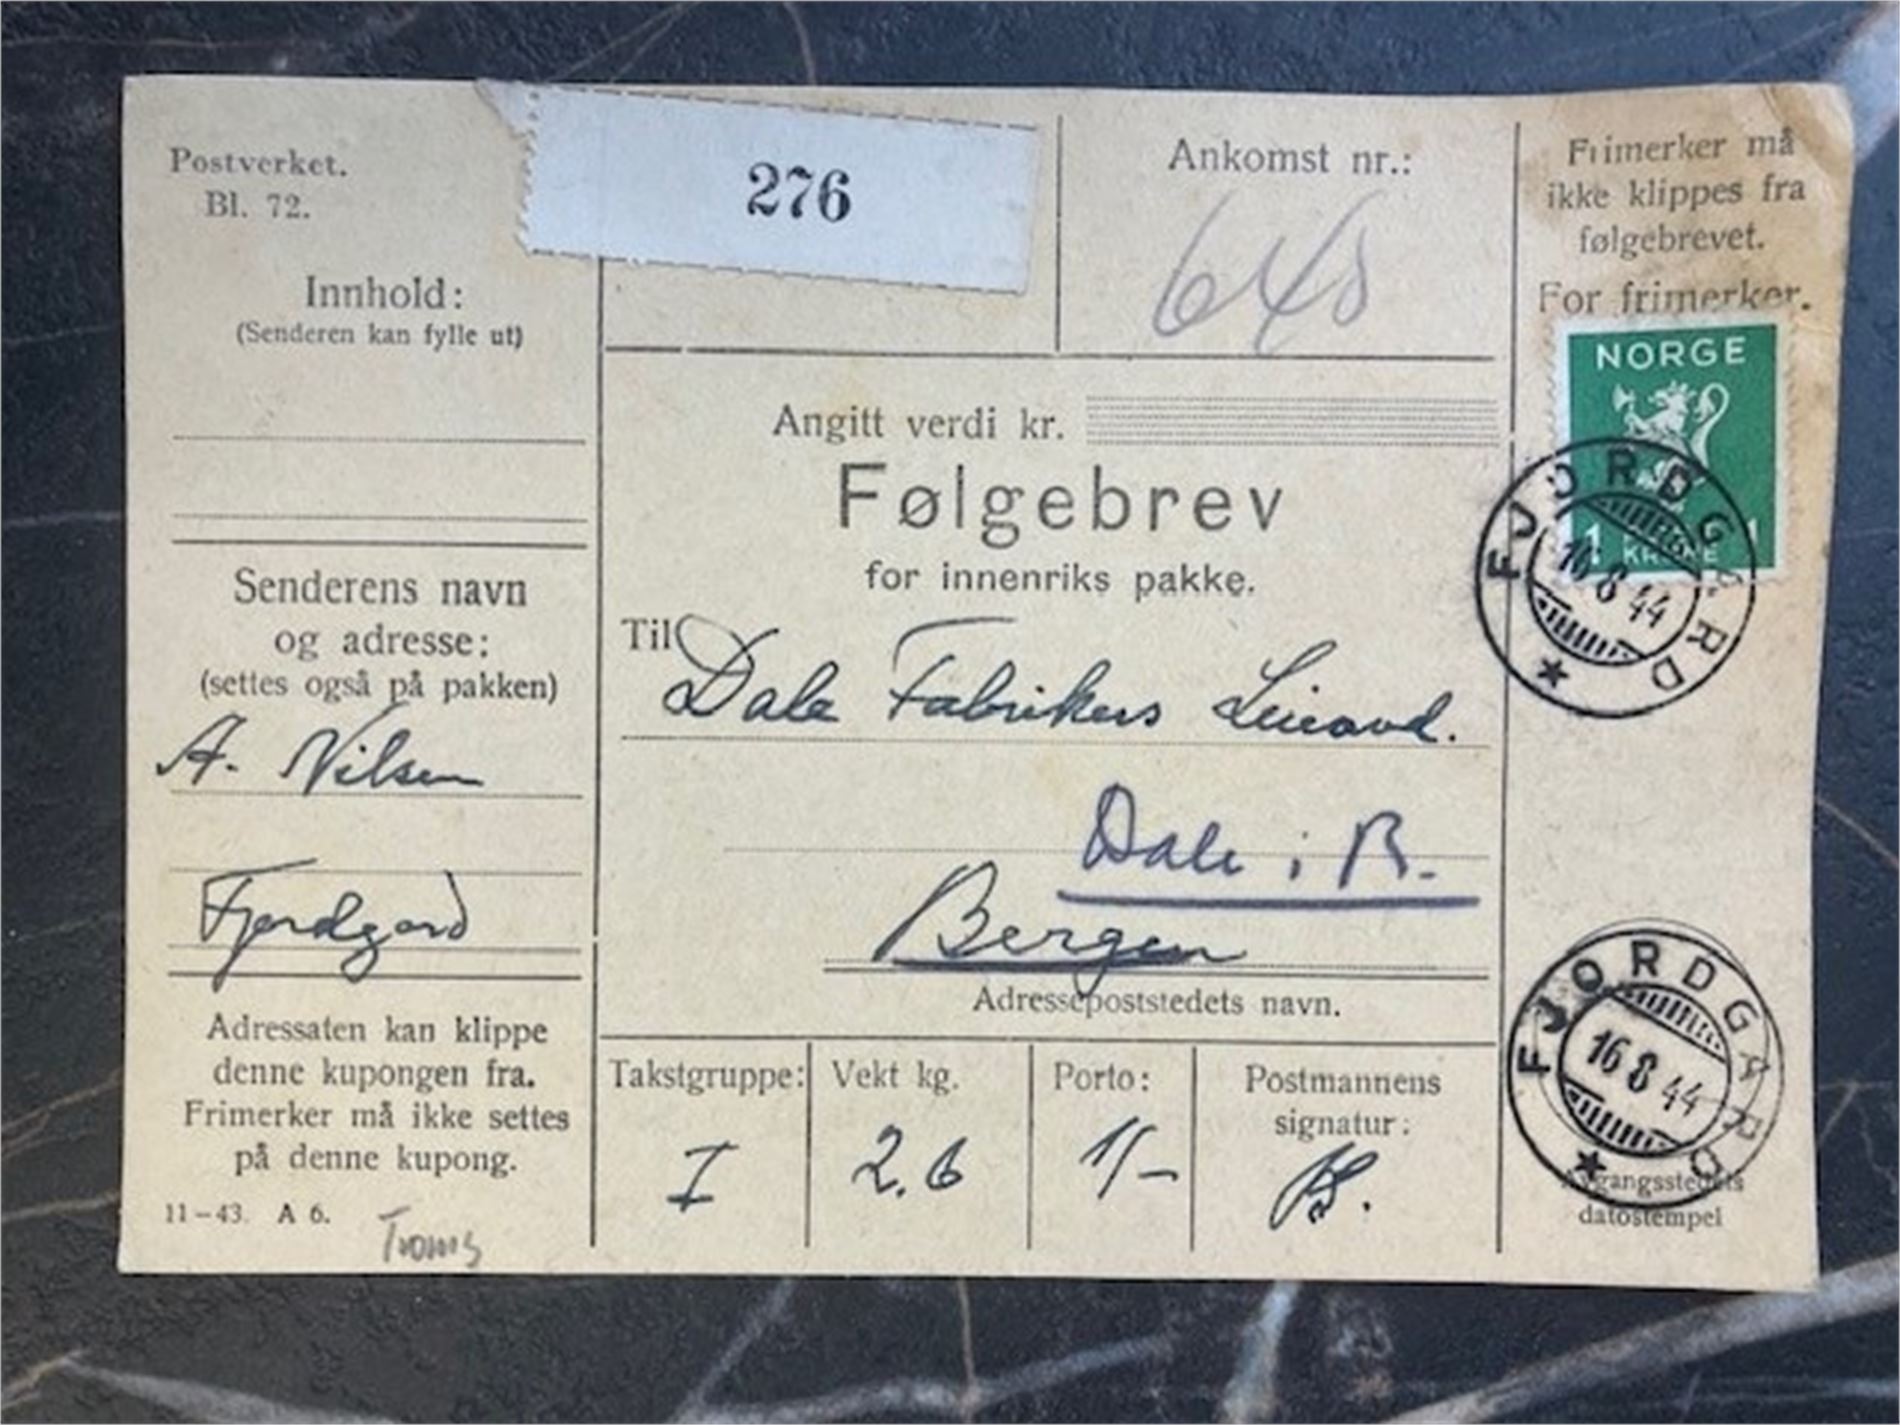 Postverket.
Bl. 72.
276
Ankomst nr.:
648
Frimerker må
ikke klippes fra
følgebrevet.
For frimerker.
NORGE
1 KRONE 1
FJORDGARD
16 8 44
Innhold:
(Senderen kan fylle ut)
Angitt verdi kr.
Følgebrev
for innenriks pakke.
Senderens navn
og adresse:
(settes også på pakken)
A. Nilsen
Fjordgard
Til
Dale Fabrikers
Dale i B.
Bergen
Adressepoststedets navn.
Adressaten kan klippe
denne kupongen fra.
Frimerker må ikke settes
på denne kupong.
11-43. A 6.
Troms
Takstgruppe:
I
Vekt kg.
2.6
Porto:
1/-
Postmannens
signatur:
FJORDGARD
16 8 44
Avgangsstedets
datostempel